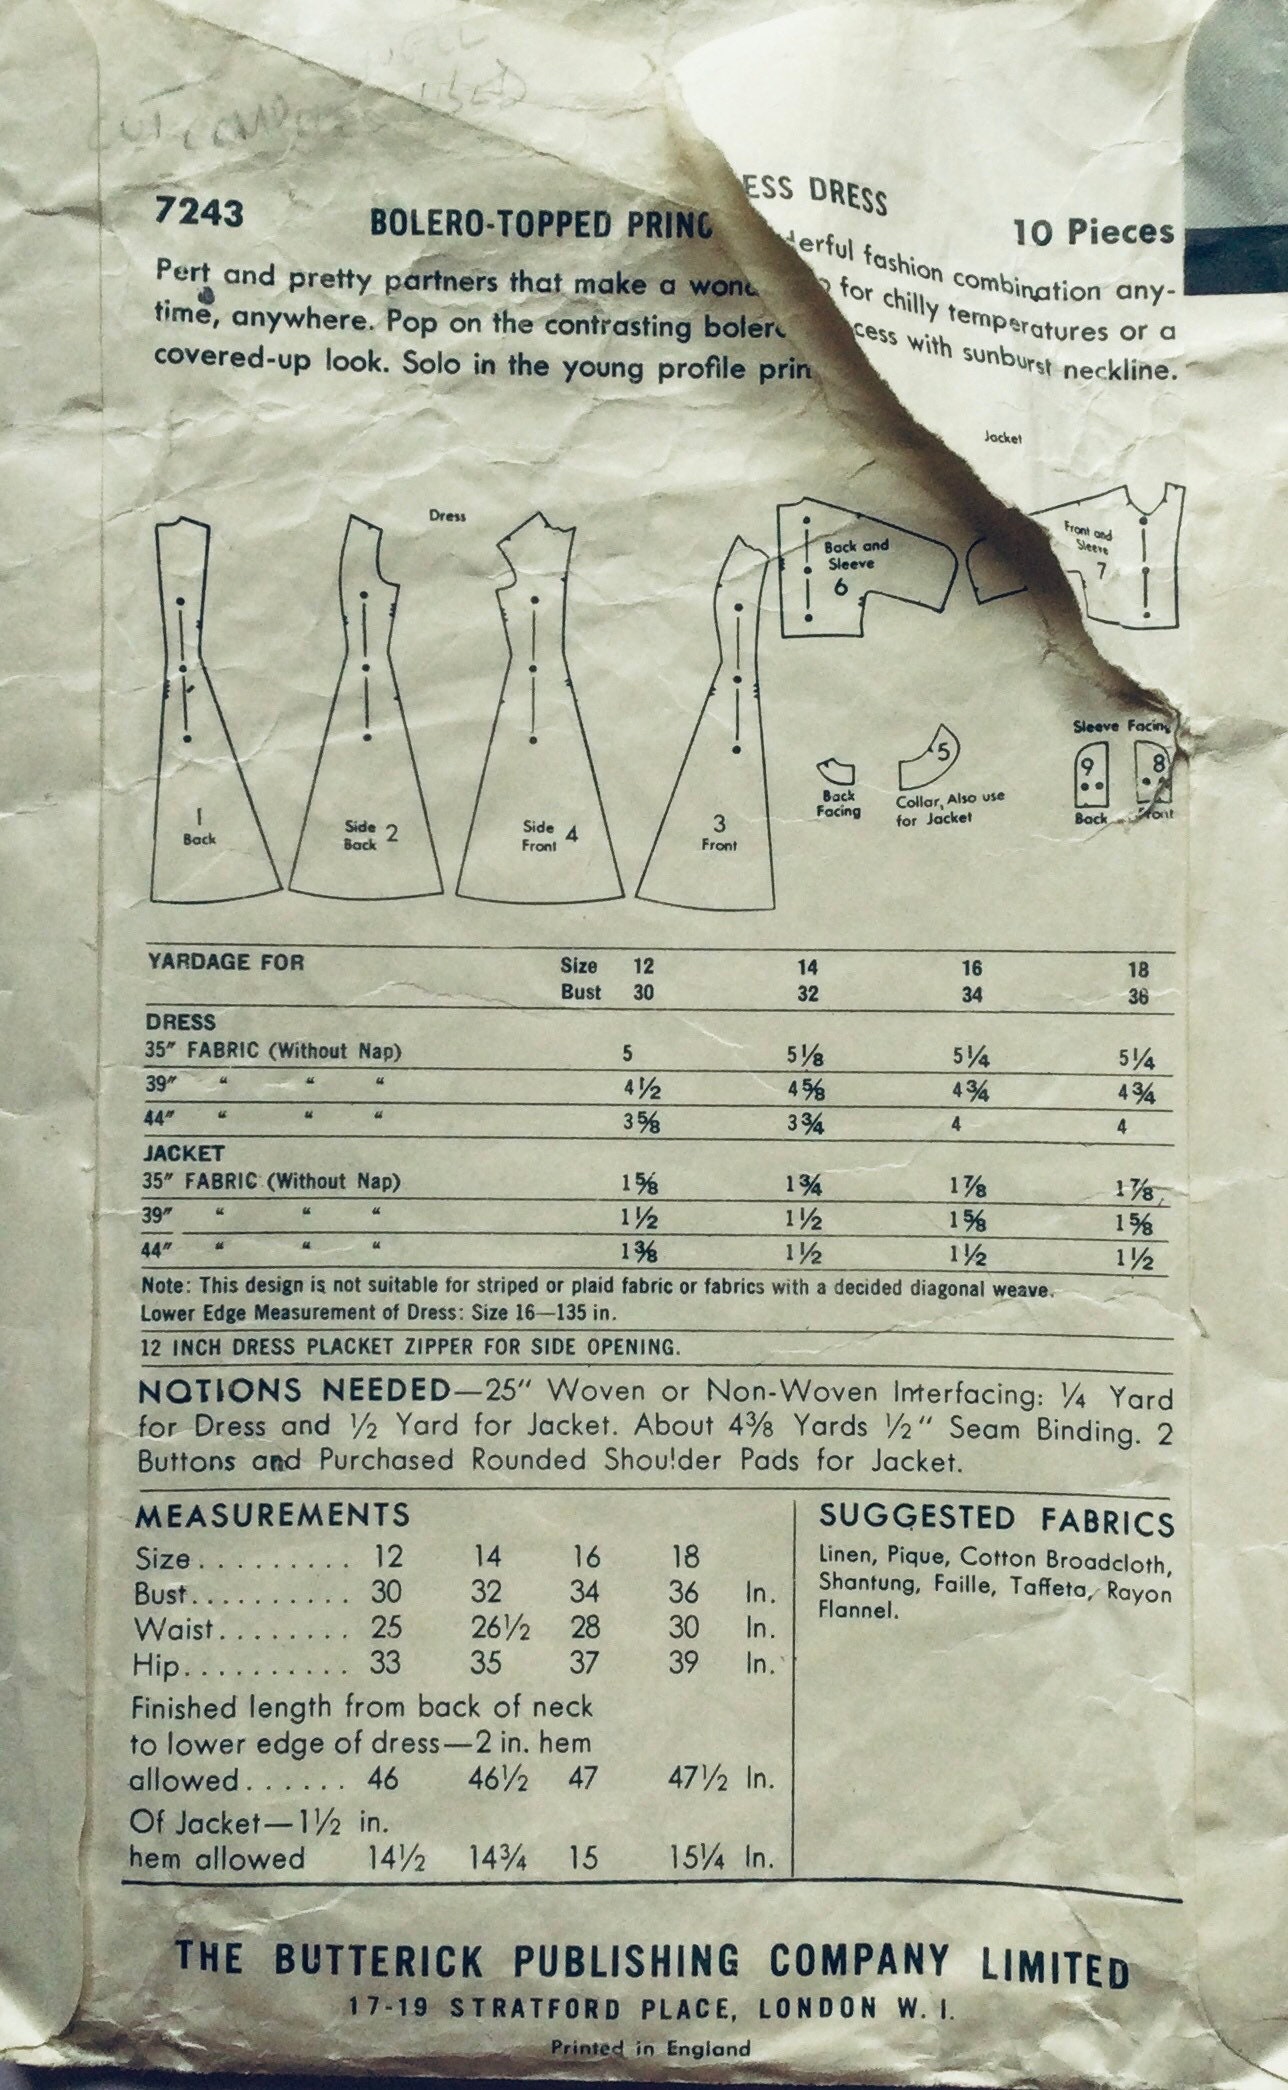 WELL
CUT COMPLETE USED
7243 BOLERO-TOPPED PRINC ESS DRESS 10 Pieces
Pert and pretty partners that make a wond derful fashion combination any-
time, anywhere. Pop on the contrasting bolero for chilly temperatures or a
covered-up look. Solo in the young profile prin cess with sunburst neckline.
Jacket
Dress
Back and
Sleeve
6
Front and
Sleeve
7
1
Back
Side
Back 2
Side
Front 4
3
Front
Back
Facing
5
Collar, Also use
for Jacket
Sleeve Facing
9 8
Back Front
YARDAGE FOR Size 12 14 16 18
Bust 30 32 34 36
DRESS
35" FABRIC (Without Nap) 5 5⅛ 5¼ 5¼
39" " " " 4½ 4⅝ 4¾ 4¾
44" " " " 3⅝ 3¾ 4 4
JACKET
35" FABRIC (Without Nap) 1⅝ 1¾ 1⅞ 1⅞
39" " " " 1½ 1½ 1⅝ 1⅝
44" " " " 1⅜ 1½ 1½ 1½
Note: This design is not suitable for striped or plaid fabric or fabrics with a decided diagonal weave.
Lower Edge Measurement of Dress: Size 16—135 in.
12 INCH DRESS PLACKET ZIPPER FOR SIDE OPENING.
NOTIONS NEEDED—25" Woven or Non-Woven Interfacing: ¼ Yard
for Dress and ½ Yard for Jacket. About 4⅜ Yards ½" Seam Binding. 2
Buttons and Purchased Rounded Shoulder Pads for Jacket.
MEASUREMENTS
Size......... 12 14 16 18
Bust.......... 30 32 34 36 In.
Waist........ 25 26½ 28 30 In.
Hip.......... 33 35 37 39 In.
Finished length from back of neck
to lower edge of dress—2 in. hem
allowed...... 46 46½ 47 47½ In.
Of Jacket—1½ in.
hem allowed 14½ 14¾ 15 15¼ In.
SUGGESTED FABRICS
Linen, Pique, Cotton Broadcloth,
Shantung, Faille, Taffeta, Rayon
Flannel.
THE BUTTERICK PUBLISHING COMPANY LIMITED
17-19 STRATFORD PLACE, LONDON W. I.
Printed in England